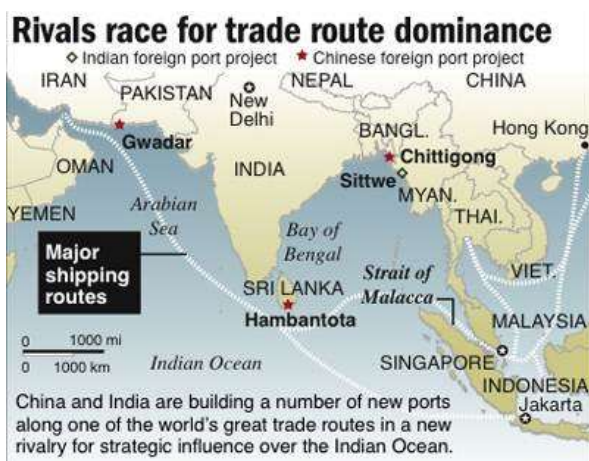 Rivals race for trade route dominance
Indian foreign port project Chinese foreign port project
IRAN
PAKISTAN
New
Delhi
NEPAL
CHINA
BANGL.
Hong Kong
Gwadar
Chittigong
OMAN
INDIA
Sittwe
MYAN.
YEMEN
Arabian
Sea
THAI.
Bay of
Bengal
Major
shipping
routes
Strait of
Malacca
VIET.
SRI LANKA
Hambantota
MALAYSIA
0 1000 mi
0 1000 km
Indian Ocean
SINGAPORE
INDONESIA
Jakarta
China and India are building a number of new ports
along one of the world's great trade routes in a new
rivalry for strategic influence over the Indian Ocean.